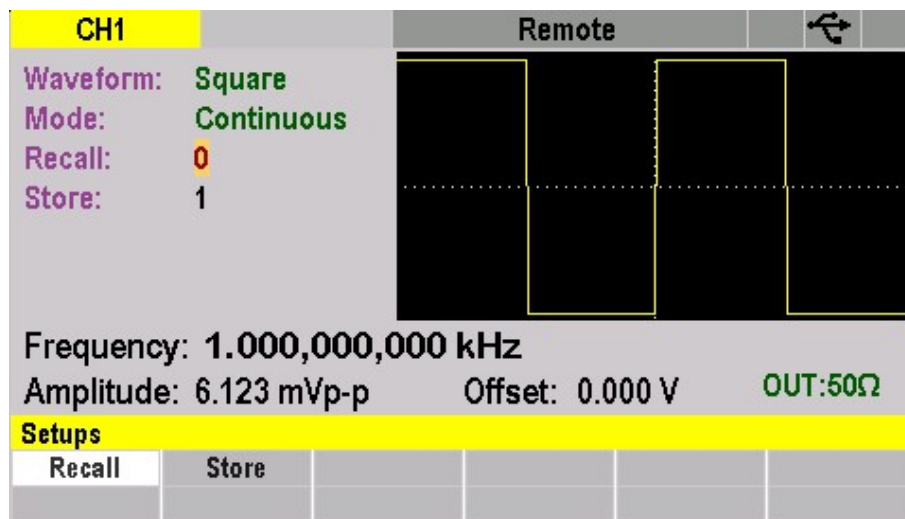 CH1 Remote
Waveform: Square
Mode: Continuous
Recall: 0
Store: 1
Frequency: 1.000,000,000 kHz
Amplitude: 6.123 mVp-p Offset: 0.000 V OUT:50Ω
Setups
Recall Store